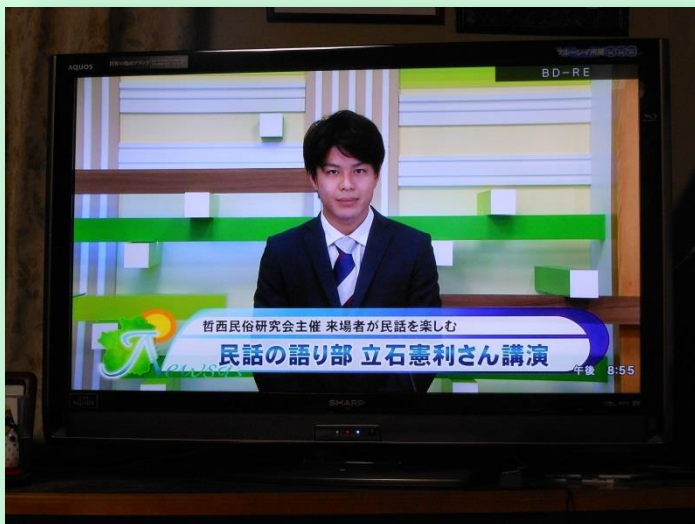 AQUOS
BD-RE
哲西民俗研究会主催 来場者が民話を楽しむ
民話の語り部 立石憲利さん講演
午後 8:55
SHARP